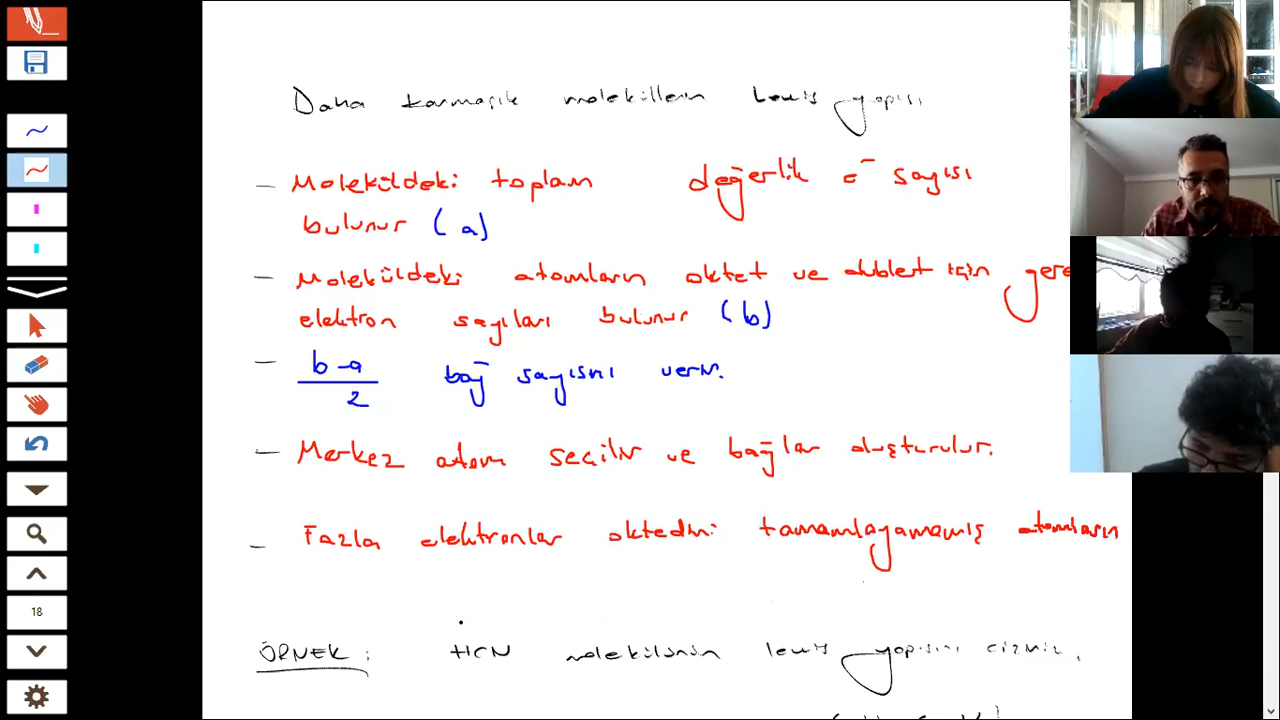 Daha karmaşık moleküllerin Lewis yapısı
– Moleküldeki toplam değerlik e⁻ sayısı
bulunur (a)
– Moleküldeki atomların oktet ve dublet için gere
elektron sayıları bulunur (b)
– b-a
2 bağ sayısını verir.
– Merkez atom seçilir ve bağlar oluşturulur.
– Fazla elektronlar oktedini tamamlayamamış atomların
ÖRNEK: HCN molekülünün lewis yapısını çiziniz.
18